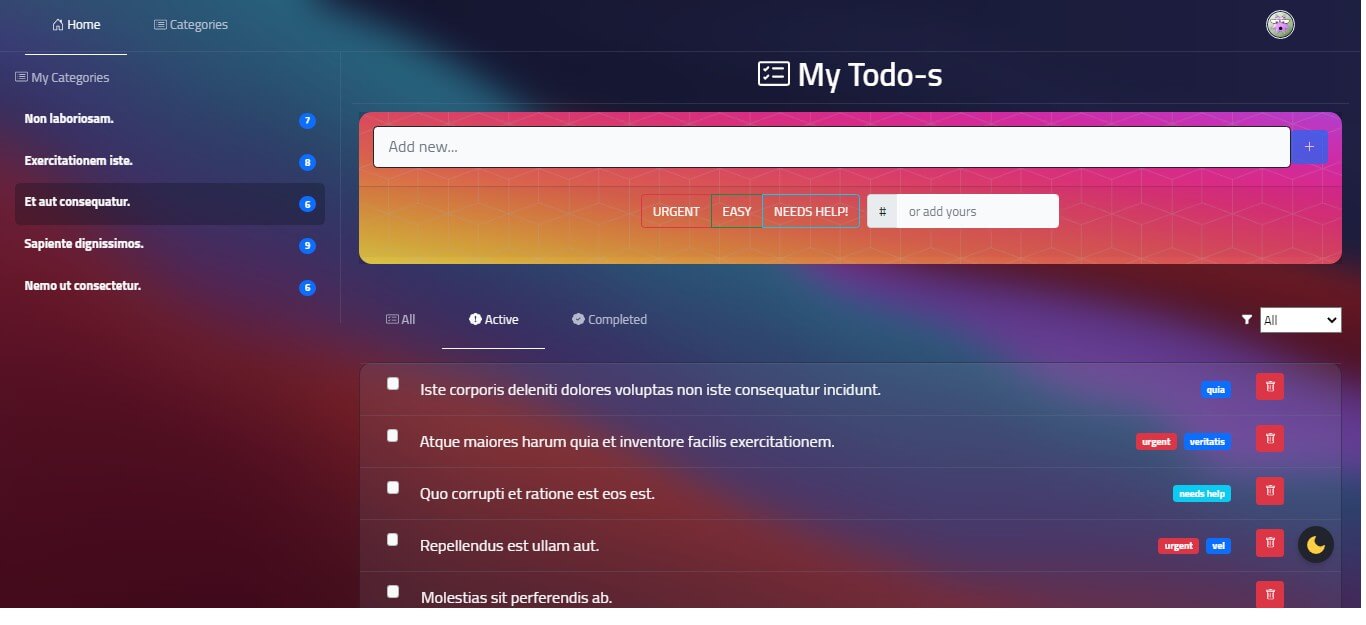 Home Categories
My Categories
My Todo-s
Non laboriosam. 7
Exercitationem iste. 8
Et aut consequatur. 6
Sapiente dignissimos. 9
Nemo ut consectetur. 6
Add new... +
URGENT EASY NEEDS HELP! # or add yours
All Active Completed All
Iste corporis deleniti dolores voluptas non iste consequatur incidunt. quia
Atque maiores harum quia et inventore facilis exercitationem. urgent veritatis
Quo corrupti et ratione est eos est. needs help
Repellendus est ullam aut. urgent vel
Molestias sit perferendis ab.